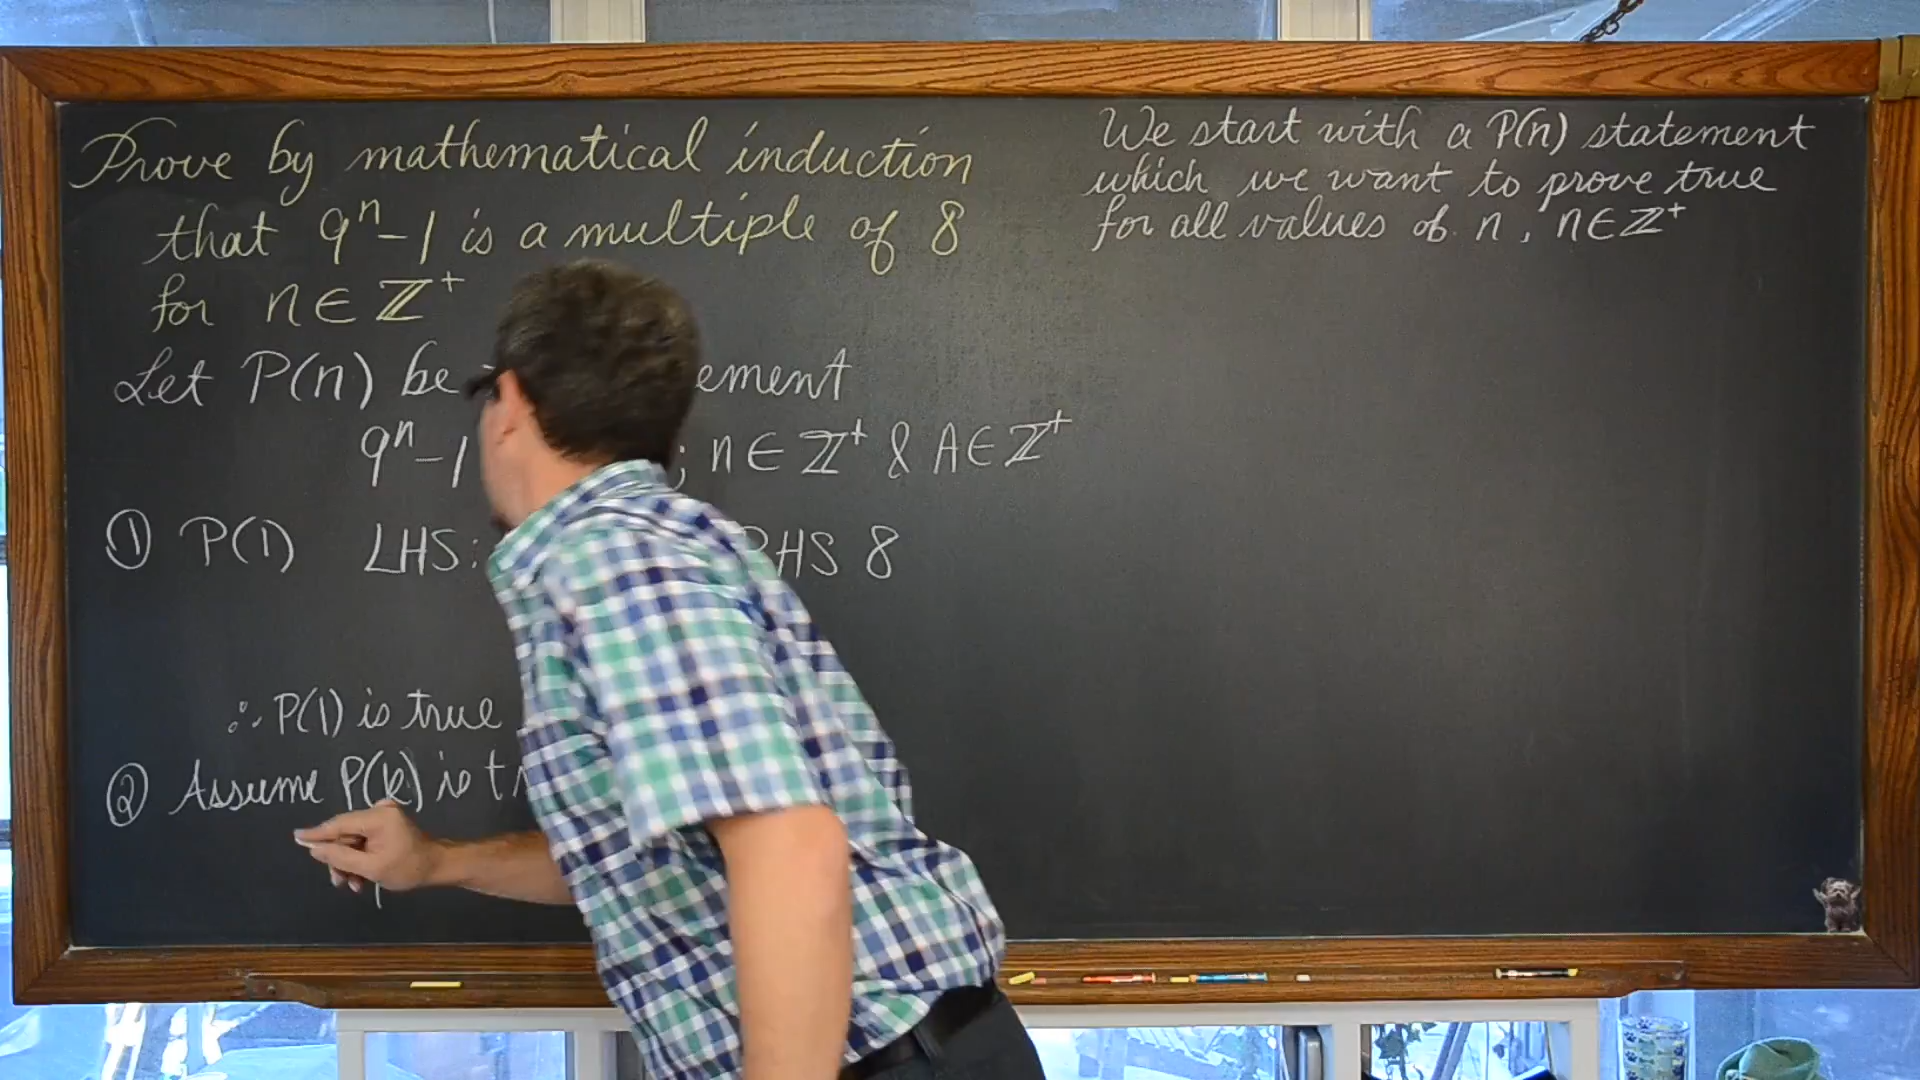 Prove by mathematical induction
that 9ⁿ-1 is a multiple of 8
for n∈ℤ⁺
Let P(n) be ement
9ⁿ-1 ; n∈ℤ⁺ & A∈ℤ⁺
① P(1) LHS: RHS 8
∴ P(1) is true
② Assume P(k) is
We start with a P(n) statement
which we want to prove true
for all values of n, n∈ℤ⁺